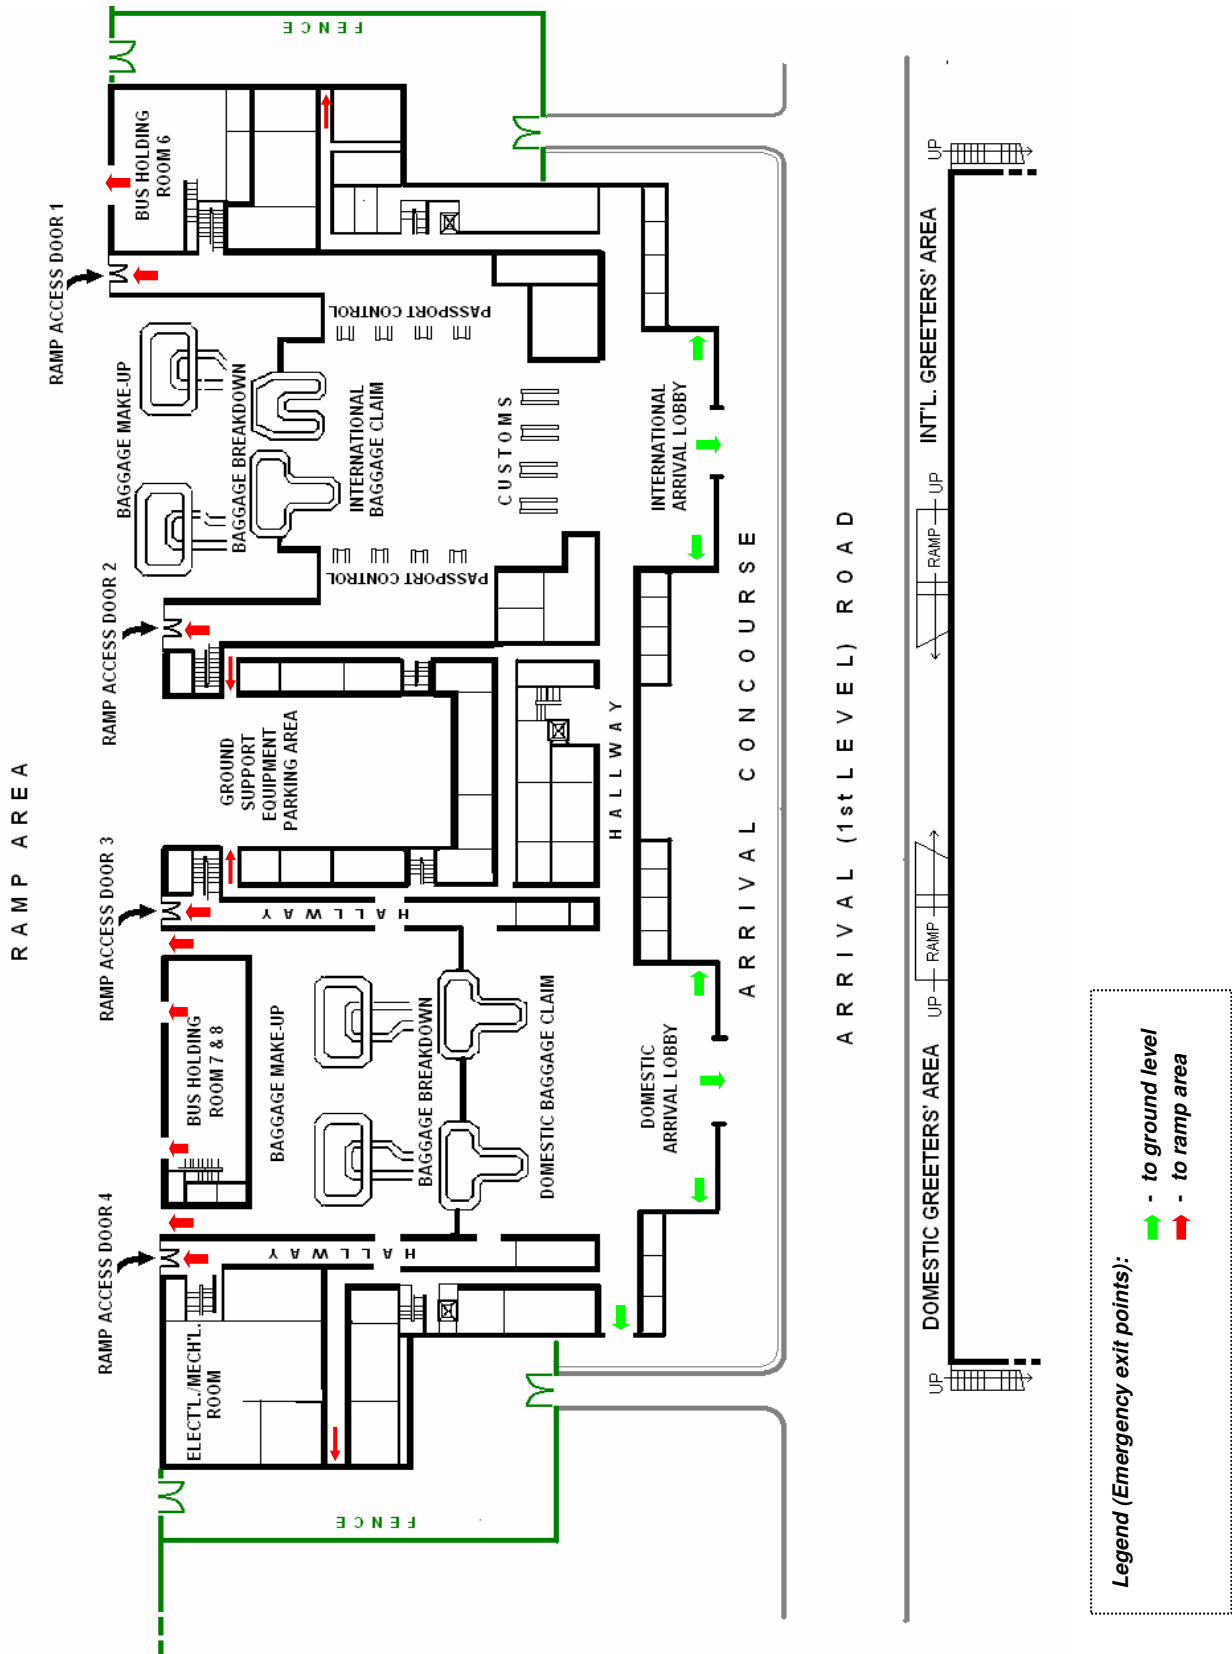 RAMP AREA
RAMP ACCESS DOOR 4
RAMP ACCESS DOOR 3
RAMP ACCESS DOOR 2
RAMP ACCESS DOOR 1
FENCE
ELECT'L./MECH'L.
ROOM
HALLWAY
BUS HOLDING
ROOM 7 & 8
BAGGAGE MAKE-UP
BAGGAGE BREAKDOWN
DOMESTIC BAGGAGE CLAIM
HALLWAY
GROUND
SUPPORT
EQUIPMENT
PARKING AREA
BAGGAGE MAKE-UP
BAGGAGE BREAKDOWN
PASSPORT CONTROL
INTERNATIONAL
BAGGAGE CLAIM
PASSPORT CONTROL
BUS HOLDING
ROOM 6
FENCE
CUSTOMS
HALLWAY
DOMESTIC
ARRIVAL LOBBY
INTERNATIONAL
ARRIVAL LOBBY
ARRIVAL CONCOURSE
ARRIVAL (1st LEVEL) ROAD
UP
DOMESTIC GREETERS' AREA
UP
RAMP
RAMP
UP
INT'L. GREETERS' AREA
UP
Legend (Emergency exit points):
- to ground level
- to ramp area